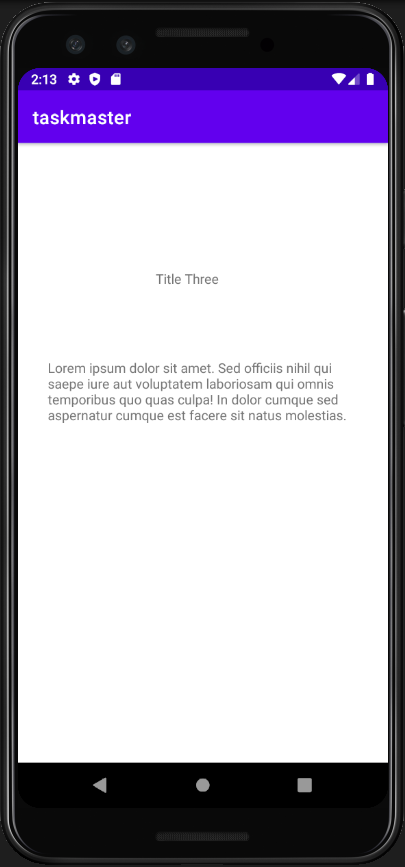 2:13
taskmaster
Title Three
Lorem ipsum dolor sit amet. Sed officiis nihil qui
saepe iure aut voluptatem laboriosam qui omnis
temporibus quo quas culpa! In dolor cumque sed
aspernatur cumque est facere sit natus molestias.